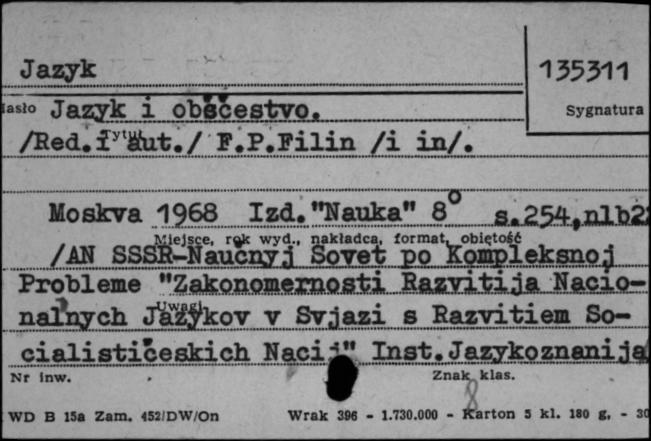 Jazyk
135311
Hasło Jazyk i obščestvo.
Sygnatura
/Red.i aut./ F.P.Filin /i in/.
Tytuł
Moskva 1968 Izd."Nauka" 8° s.254,nlb2
Miejsce, rok wyd., nakładca, format, objętość
/AN SSSR-Naučnyj Sovet po Kompleksnoj
Probleme "Zakonomernosti Razvitija Nacio-
Uwagi
nalnych Jazykov v Svjazi s Razvitiem So-
cialističeskich Nacij" Inst.Jazykoznanija
Nr inw.
Znak klas.
8
WD B 15a Zam. 452/DW/On Wrak 396 - 1.730.000 - Karton 5 kl. 180 g, - 30